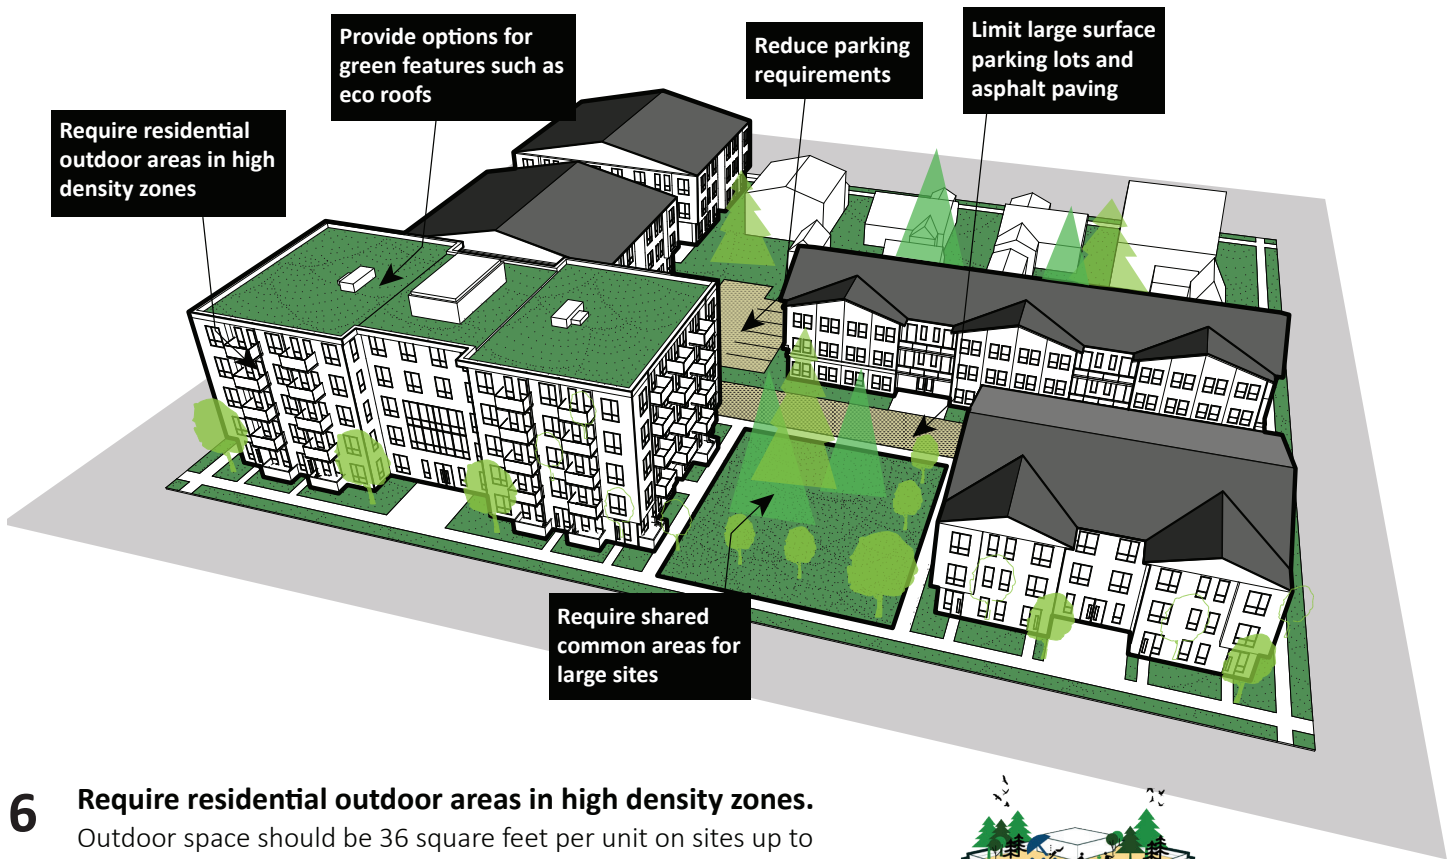 Provide options for
green features such as
eco roofs
Reduce parking
requirements
Limit large surface
parking lots and
asphalt paving
Require residential
outdoor areas in high
density zones
Require shared
common areas for
large sites
6 Require residential outdoor areas in high density zones.
Outdoor space should be 36 square feet per unit on sites up to